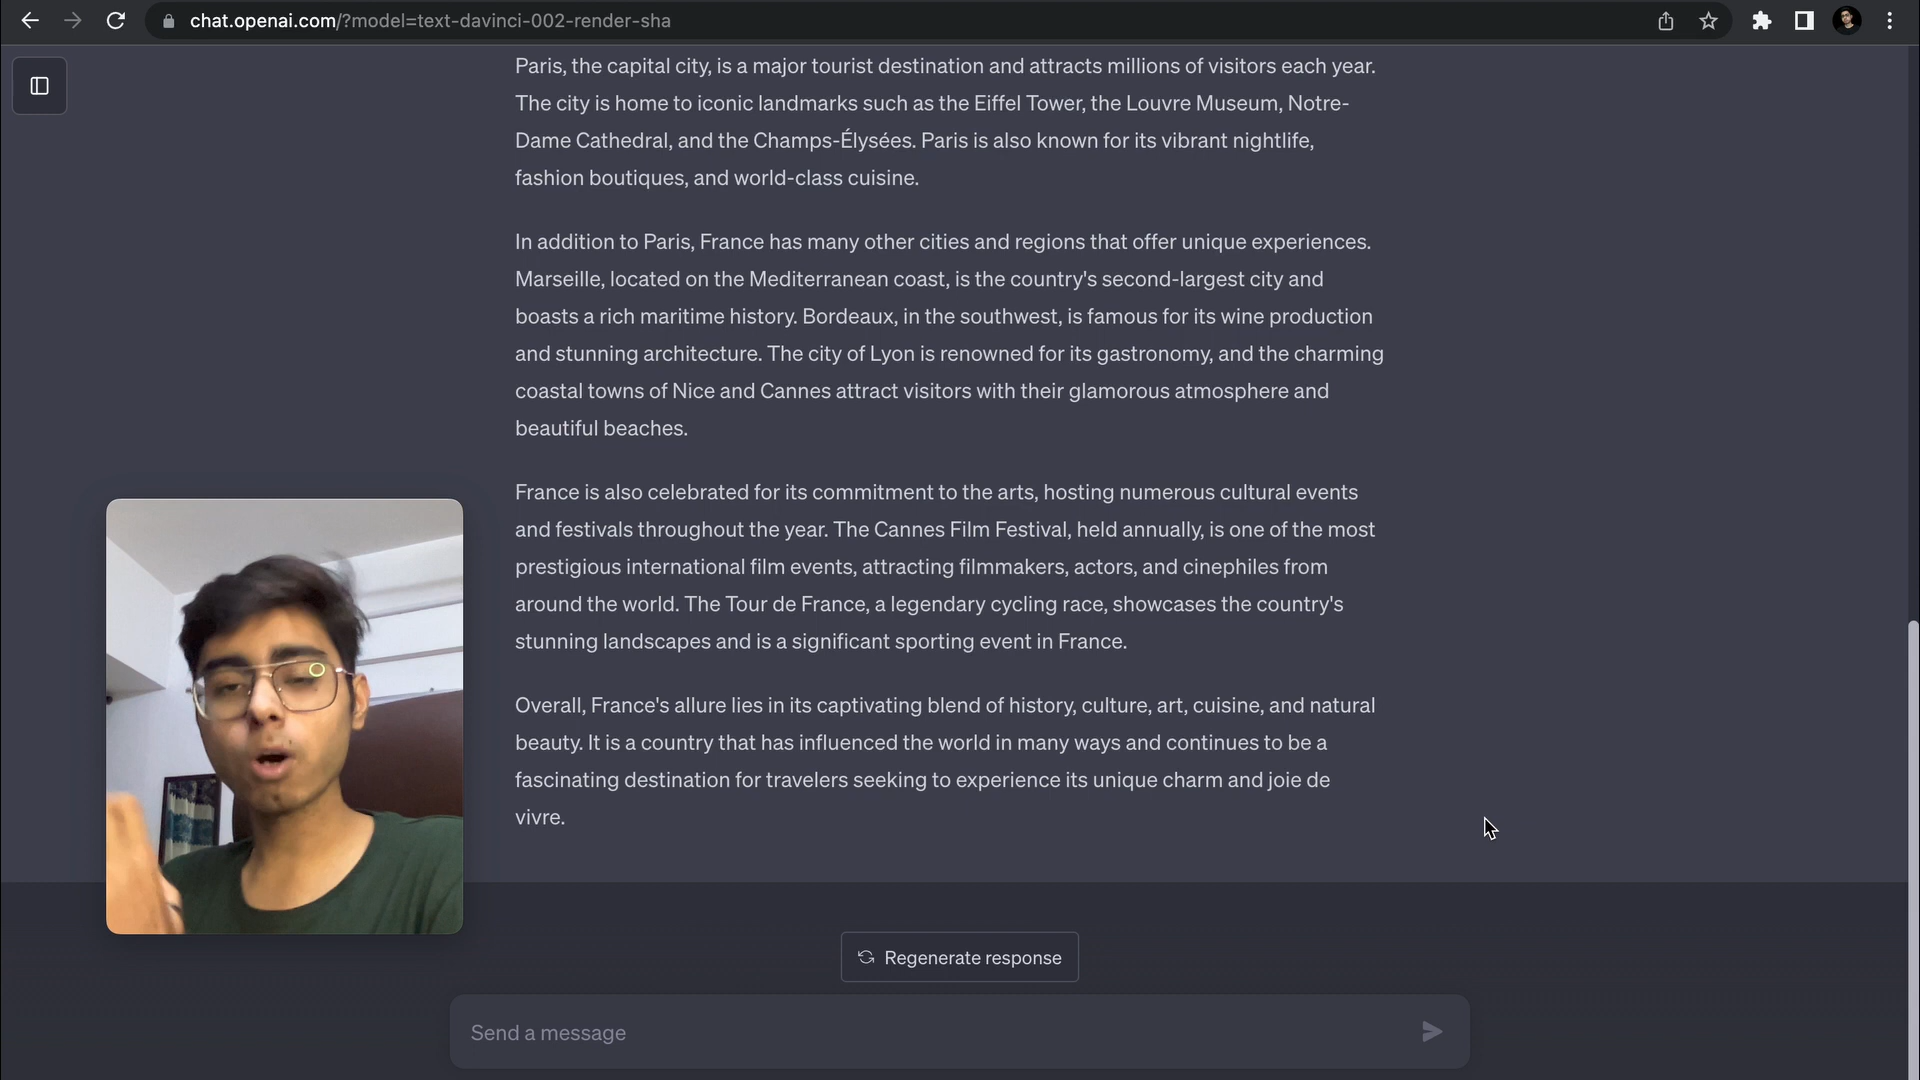 chat.openai.com/?model=text-davinci-002-render-sha
Paris, the capital city, is a major tourist destination and attracts millions of visitors each year.
The city is home to iconic landmarks such as the Eiffel Tower, the Louvre Museum, Notre-
Dame Cathedral, and the Champs-Élysées. Paris is also known for its vibrant nightlife,
fashion boutiques, and world-class cuisine.
In addition to Paris, France has many other cities and regions that offer unique experiences.
Marseille, located on the Mediterranean coast, is the country's second-largest city and
boasts a rich maritime history. Bordeaux, in the southwest, is famous for its wine production
and stunning architecture. The city of Lyon is renowned for its gastronomy, and the charming
coastal towns of Nice and Cannes attract visitors with their glamorous atmosphere and
beautiful beaches.
France is also celebrated for its commitment to the arts, hosting numerous cultural events
and festivals throughout the year. The Cannes Film Festival, held annually, is one of the most
prestigious international film events, attracting filmmakers, actors, and cinephiles from
around the world. The Tour de France, a legendary cycling race, showcases the country's
stunning landscapes and is a significant sporting event in France.
Overall, France's allure lies in its captivating blend of history, culture, art, cuisine, and natural
beauty. It is a country that has influenced the world in many ways and continues to be a
fascinating destination for travelers seeking to experience its unique charm and joie de
vivre.
Regenerate response
Send a message